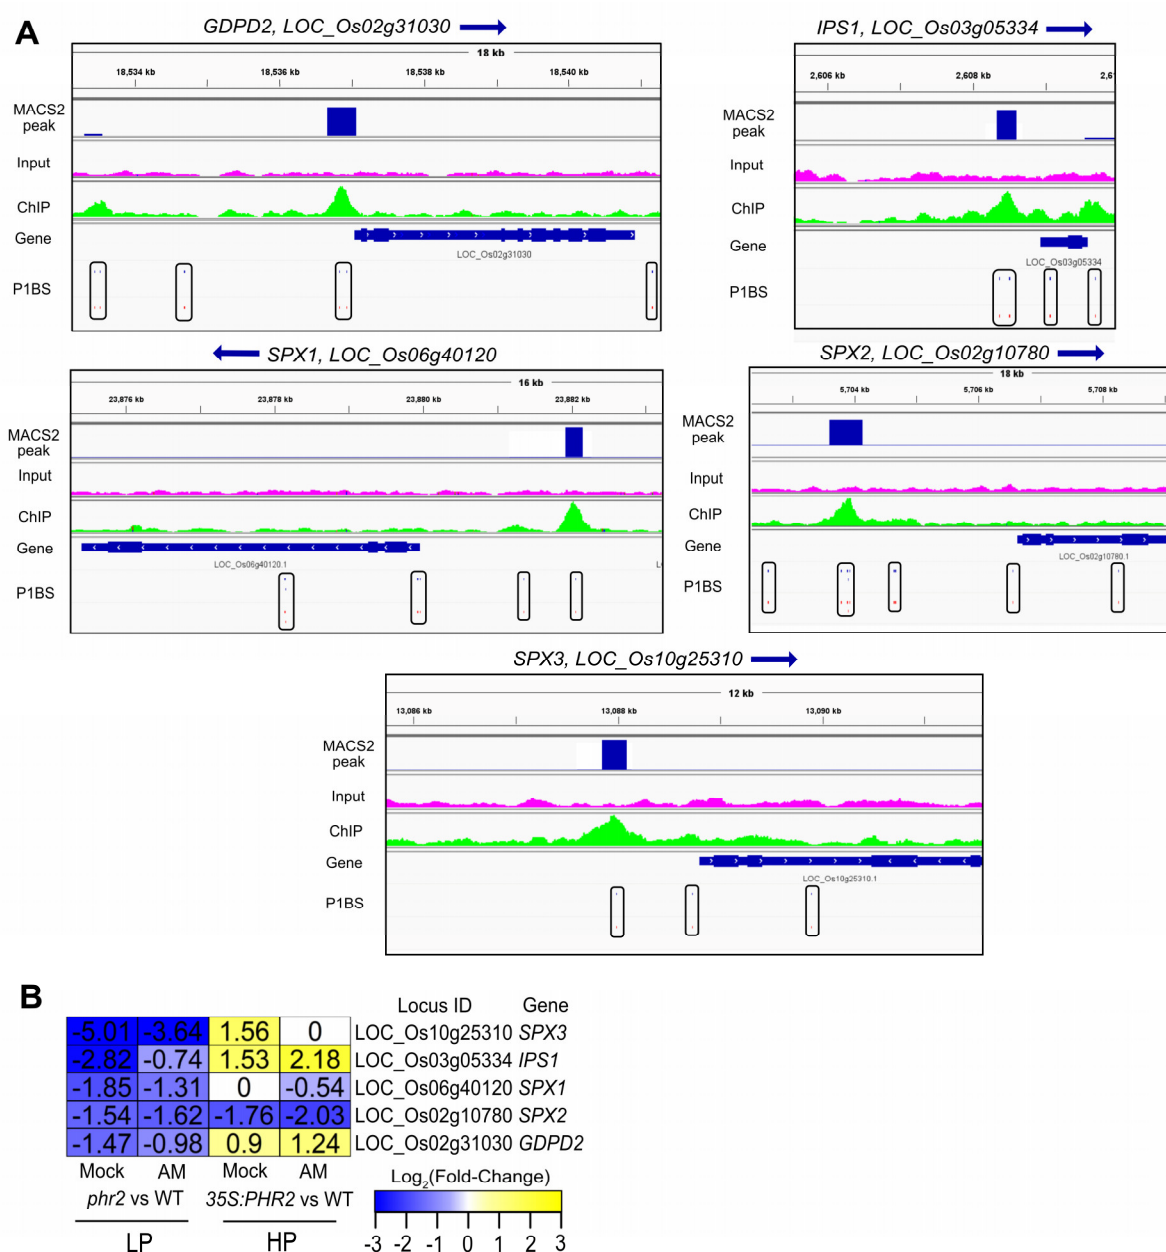 A
GDPD2, LOC_Os02g31030
18 kb
18,534 kb 18,536 kb 18,538 kb 18,540 kb
MACS2
peak
Input
ChIP
Gene
LOC_Os02g31030
P1BS
IPS1, LOC_Os03g05334
2,606 kb 2,608 kb 2,61
MACS2
peak
Input
ChIP
Gene
LOC_Os03g05334
P1BS
SPX1, LOC_Os06g40120
16 kb
23,876 kb 23,878 kb 23,880 kb 23,882 kb
MACS2
peak
Input
ChIP
Gene
LOC_Os06g40120.1
P1BS
SPX2, LOC_Os02g10780
18 kb
5,704 kb 5,706 kb 5,708 kb
MACS2
peak
Input
ChIP
Gene
LOC_Os02g10780.1
P1BS
SPX3, LOC_Os10g25310
12 kb
13,086 kb 13,088 kb 13,090 kb
MACS2
peak
Input
ChIP
Gene
LOC_Os10g25310.1
P1BS
B
Locus ID Gene
-5.01 -3.64 1.56 0 LOC_Os10g25310 SPX3
-2.82 -0.74 1.53 2.18 LOC_Os03g05334 IPS1
-1.85 -1.31 0 -0.54 LOC_Os06g40120 SPX1
-1.54 -1.62 -1.76 -2.03 LOC_Os02g10780 SPX2
-1.47 -0.98 0.9 1.24 LOC_Os02g31030 GDPD2
Mock AM Mock AM
phr2 vs WT 35S:PHR2 vs WT
LP HP
Log2(Fold-Change)
-3 -2 -1 0 1 2 3